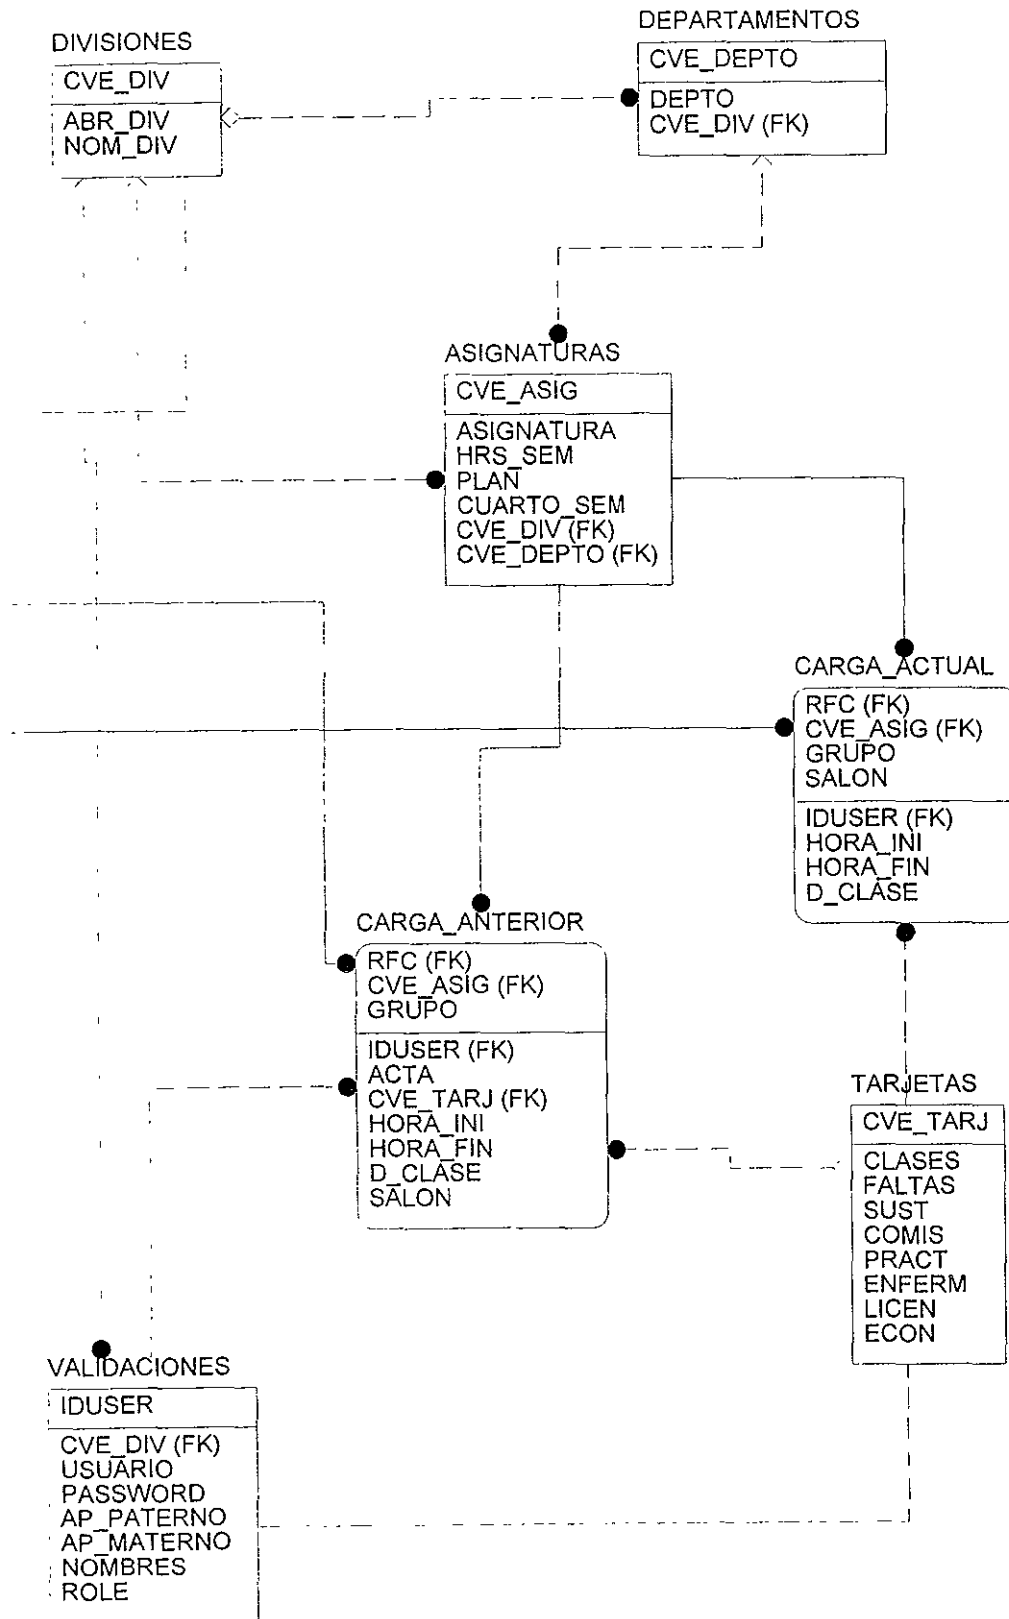 DIVISIONES
CVE_DIV
ABR_DIV
NOM_DIV
DEPARTAMENTOS
CVE_DEPTO
DEPTO
CVE_DIV (FK)
ASIGNATURAS
CVE_ASIG
ASIGNATURA
HRS_SEM
PLAN
CUARTO_SEM
CVE_DIV (FK)
CVE_DEPTO (FK)
CARGA_ACTUAL
RFC (FK)
CVE_ASIG (FK)
GRUPO
SALON
IDUSER (FK)
HORA_INI
HORA_FIN
D_CLASE
CARGA_ANTERIOR
RFC (FK)
CVE_ASIG (FK)
GRUPO
IDUSER (FK)
ACTA
CVE_TARJ (FK)
HORA_INI
HORA_FIN
D_CLASE
SALON
TARJETAS
CVE_TARJ
CLASES
FALTAS
SUST
COMIS
PRACT
ENFERM
LICEN
ECON
VALIDACIONES
IDUSER
CVE_DIV (FK)
USUARIO
PASSWORD
AP_PATERNO
AP_MATERNO
NOMBRES
ROLE